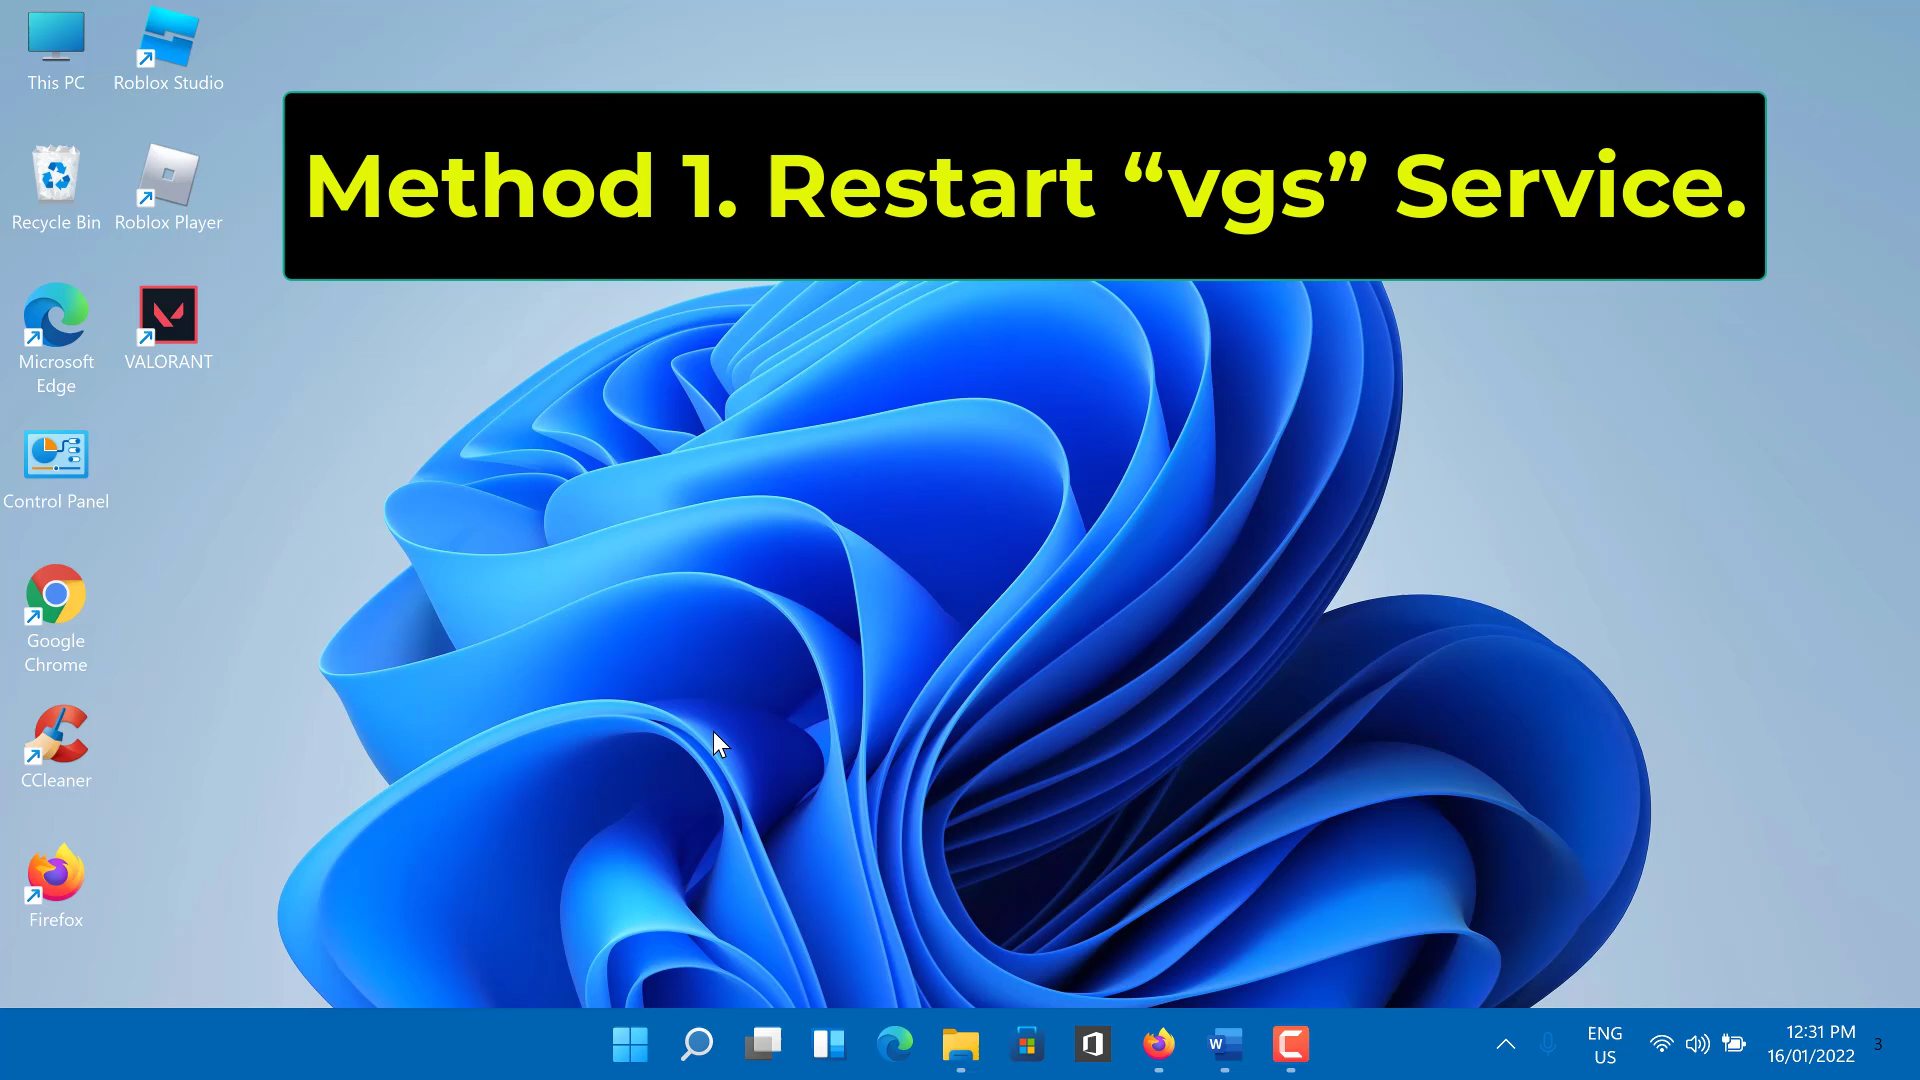 This PC
Roblox Studio
Method 1. Restart “vgs” Service.
Recycle Bin
Roblox Player
Microsoft
Edge
VALORANT
Control Panel
Google
Chrome
CCleaner
Firefox
W
ENG
US
12:31 PM
16/01/2022
3